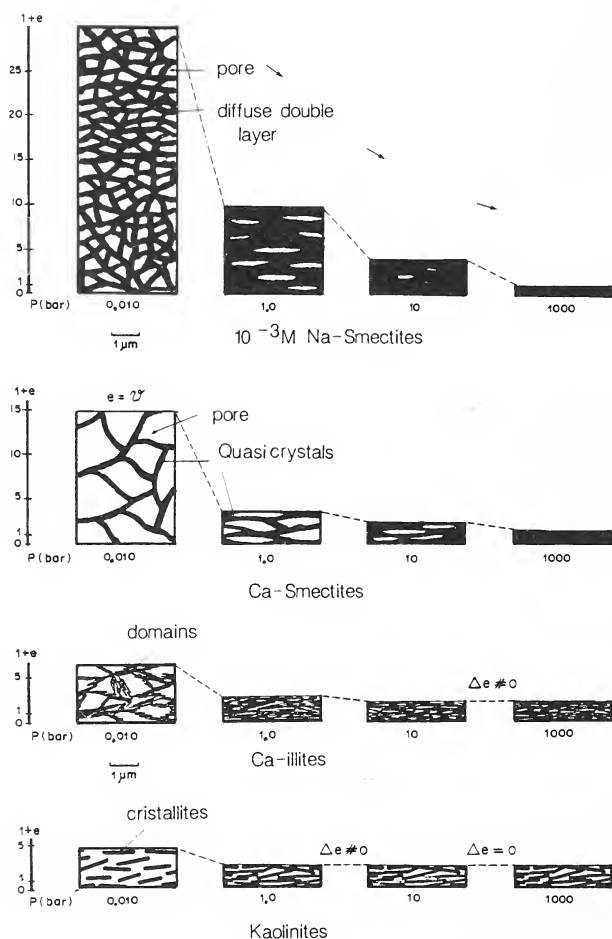 1+e
25
20
15
10
5
1
0
pore
diffuse double
layer
P(bar) 0.010 1.0 10 1000
1 µm
10 ⁻³M Na-Smectites
1+e
15
10
5
1
0
e = ϑ
pore
Quasi crystals
P(bar) 0.010 1.0 10 1000
Ca-Smectites
domains
1+e
5
1
0
Δe # 0
P(bar) 0.010 1.0 10 1000
1 µm
Ca-illites
cristallites
1+e
5
1
0
Δe # 0 Δe = 0
P(bar) 0.010 1.0 10 1000
Kaolinites